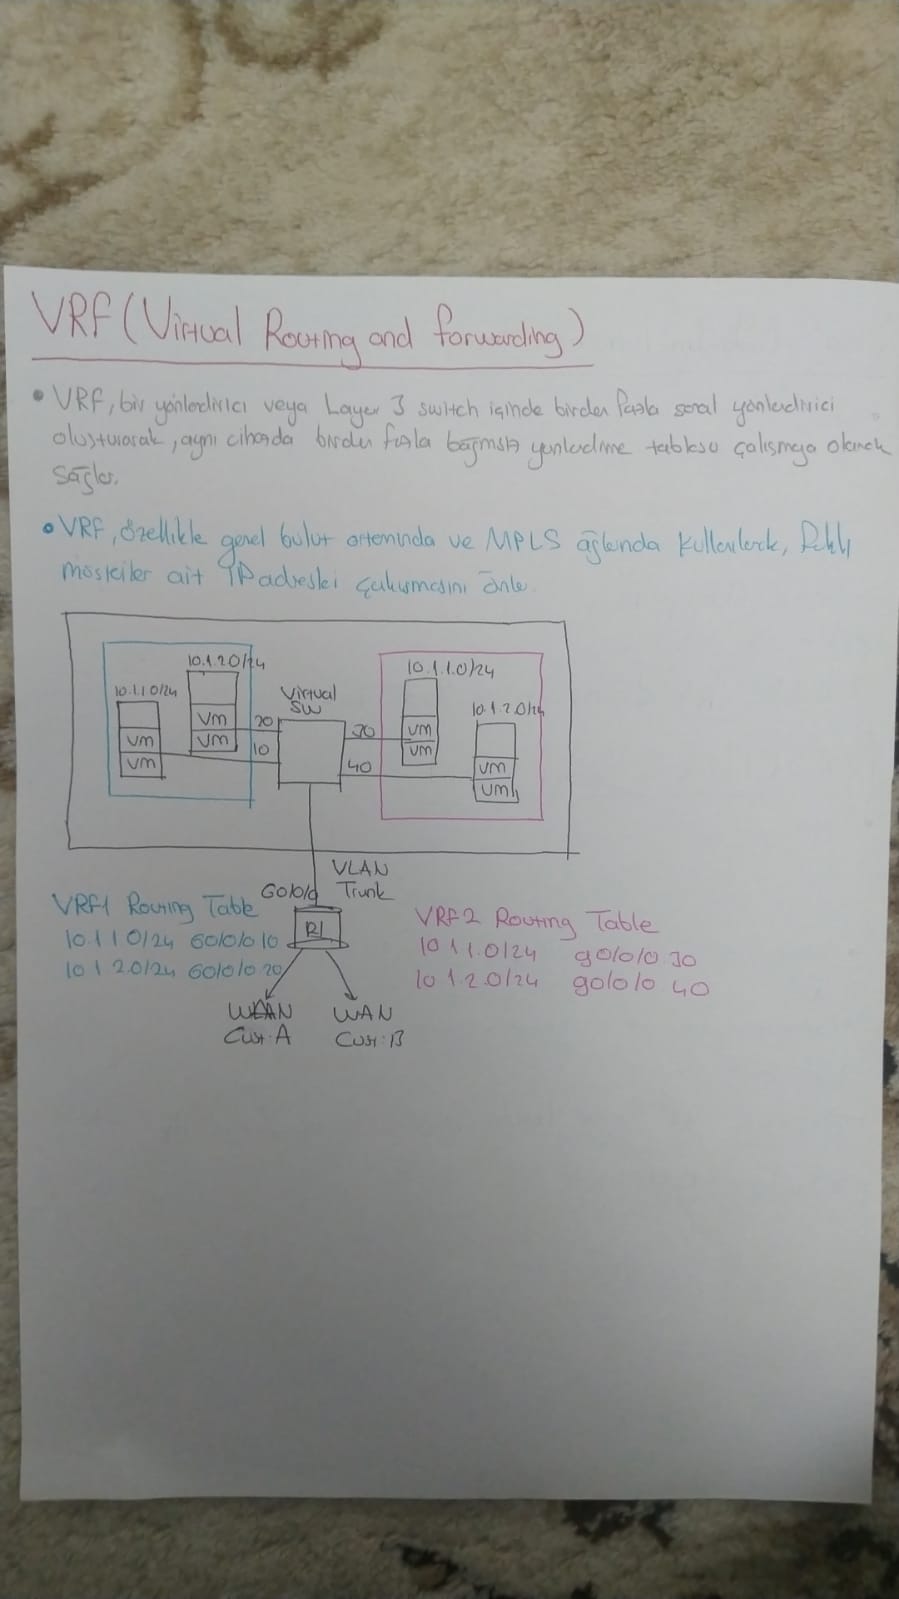 VRF (Virtual Routing and Forwarding)
• VRF, bir yönlendirici veya Layer 3 switch içinde birden fazla sanal yönlendirici
oluşturarak, aynı cihazda birden fazla bağımsız yönlendirme tablosu çalışmaya olanak
sağlar.
• VRF, özellikle genel bulut ortamında ve MPLS ağlarında kullanılarak, farklı
müşteiler ait IP adresleri çakışmasını önler.
10.1.2.0/24
10.1.1.0/24
10.1.1.0/24
10.1.2.0/24
Virtual
SW
VM
VM
VM
VM
20
10
30
40
VM
VM
VM
VM
VLAN
Trunk
G0/0/0
R1
VRF1 Routing Table
10.1.1.0/24 G0/0/0.10
10.1.2.0/24 G0/0/0.20
VRF2 Routing Table
10.1.1.0/24 g0/0/0.30
10.1.2.0/24 g0/0/0.40
WAN
Cust:A
WAN
Cust:B